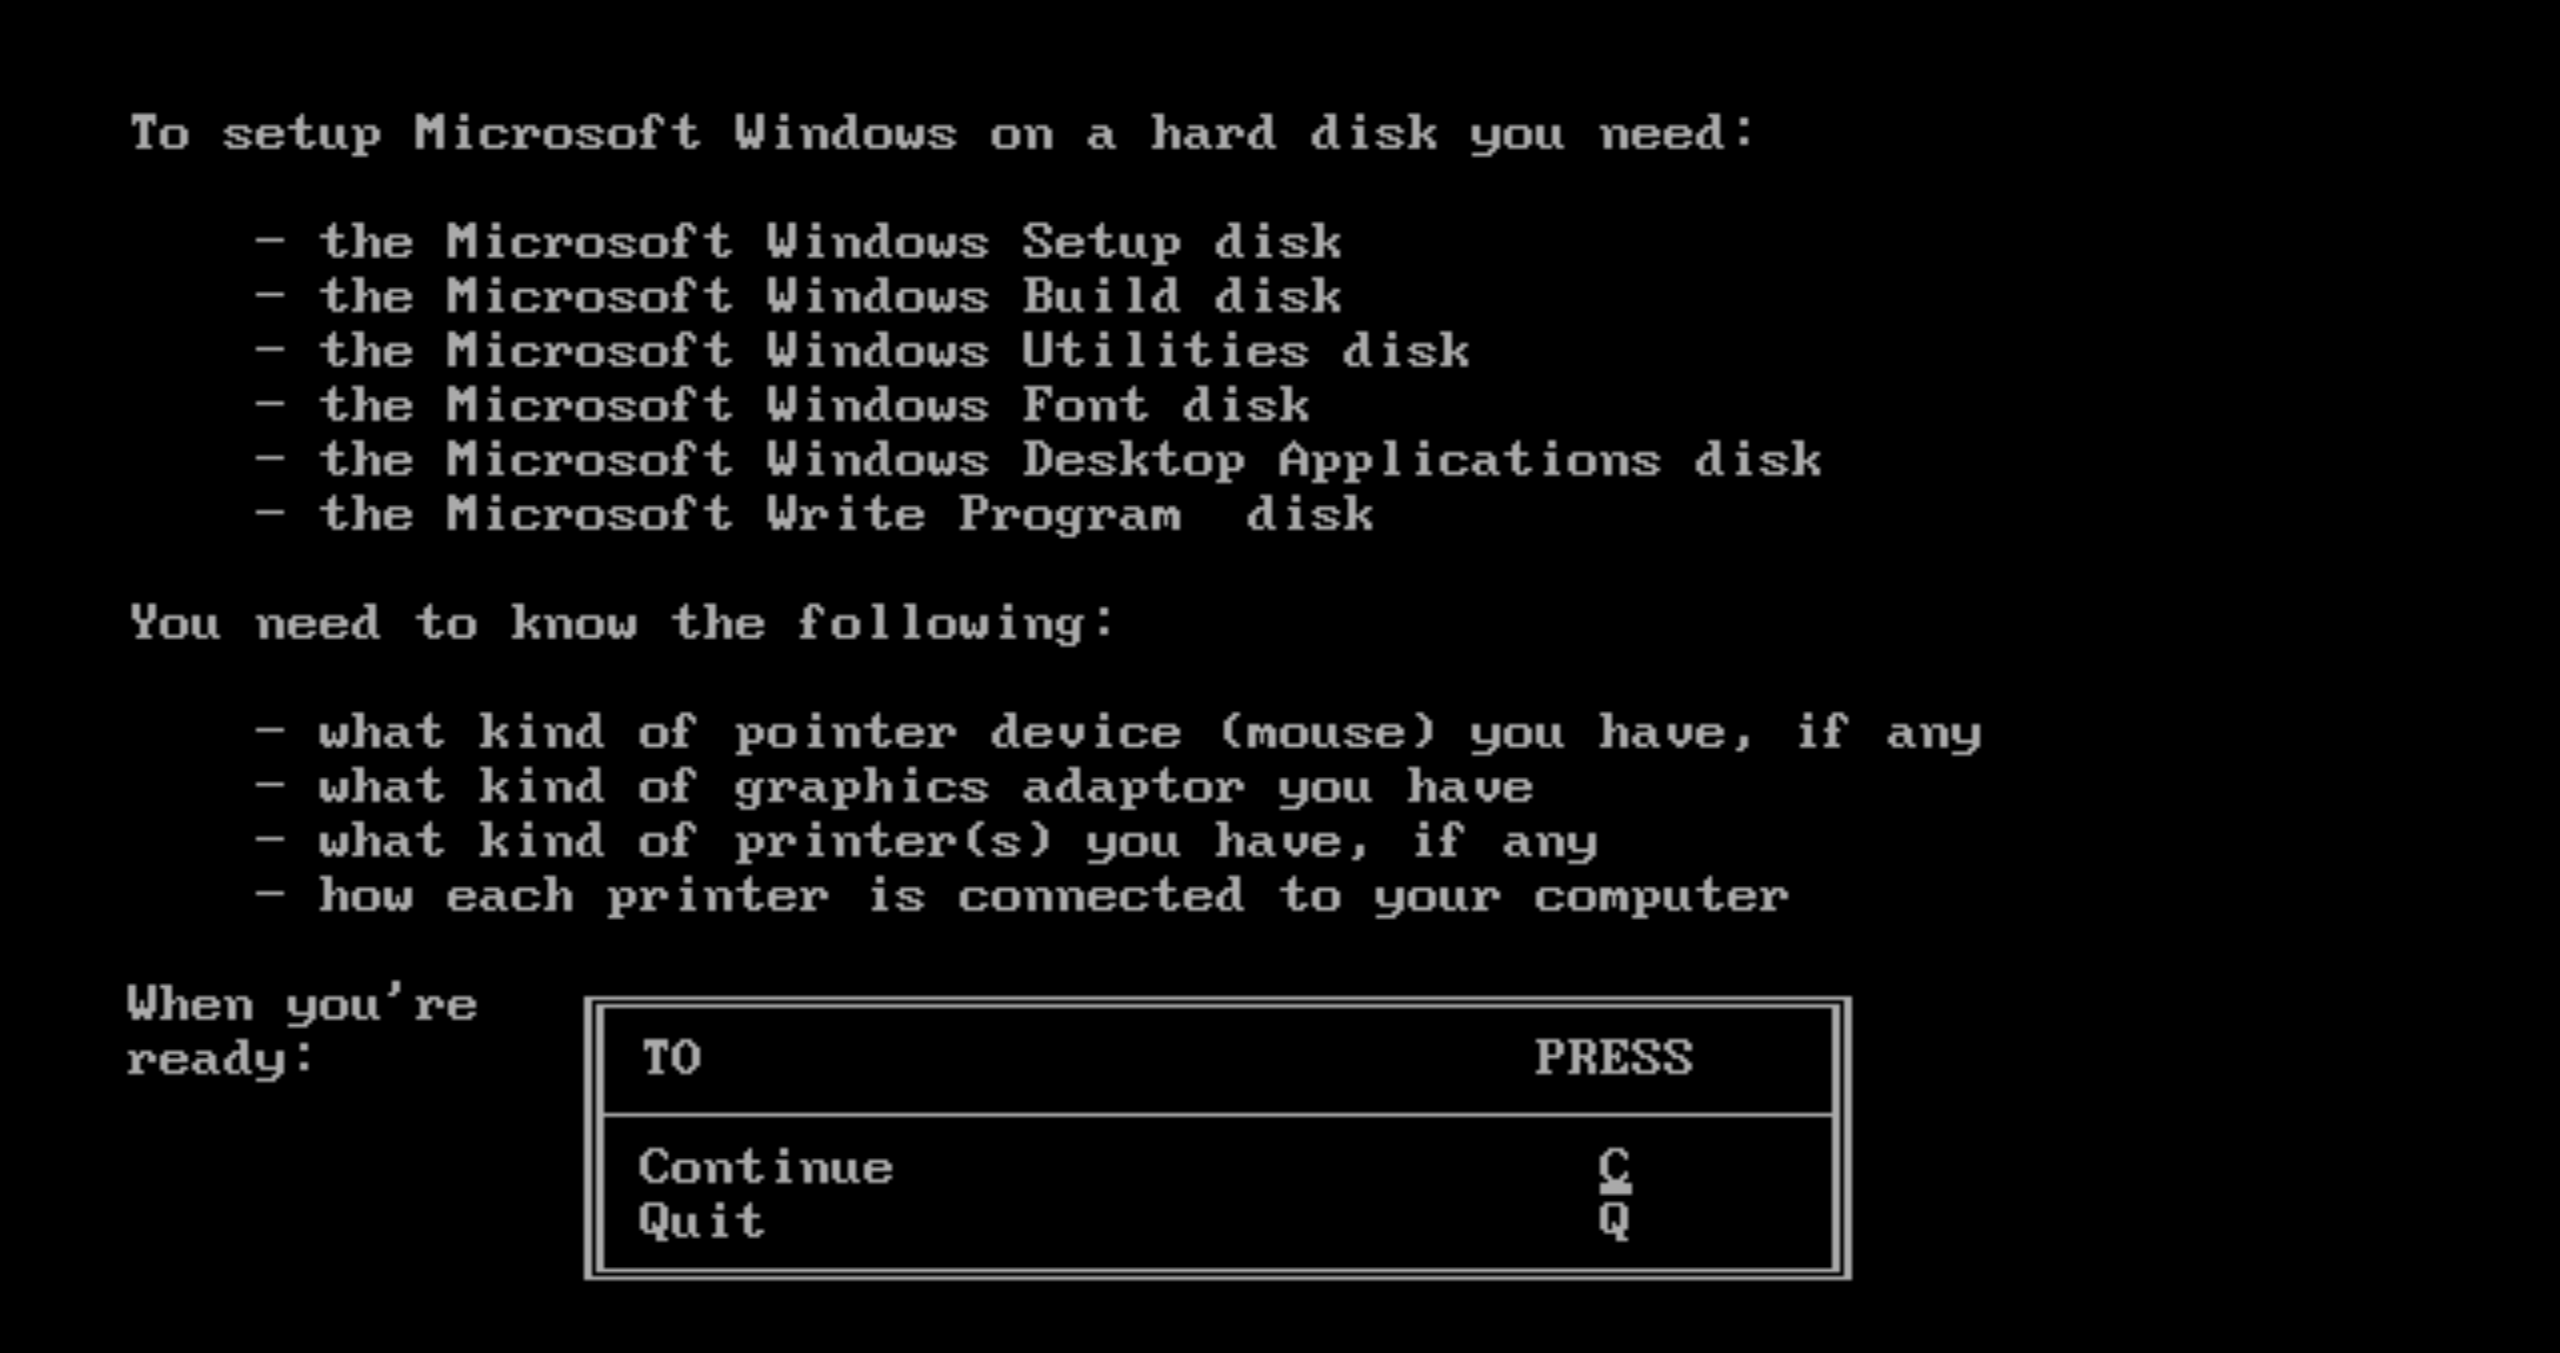 To setup Microsoft Windows on a hard disk you need:
- the Microsoft Windows Setup disk
- the Microsoft Windows Build disk
- the Microsoft Windows Utilities disk
- the Microsoft Windows Font disk
- the Microsoft Windows Desktop Applications disk
- the Microsoft Write Program  disk
You need to know the following:
- what kind of pointer device (mouse) you have, if any
- what kind of graphics adaptor you have
- what kind of printer(s) you have, if any
- how each printer is connected to your computer
When you're
ready:
TO PRESS
Continue C
Quit Q